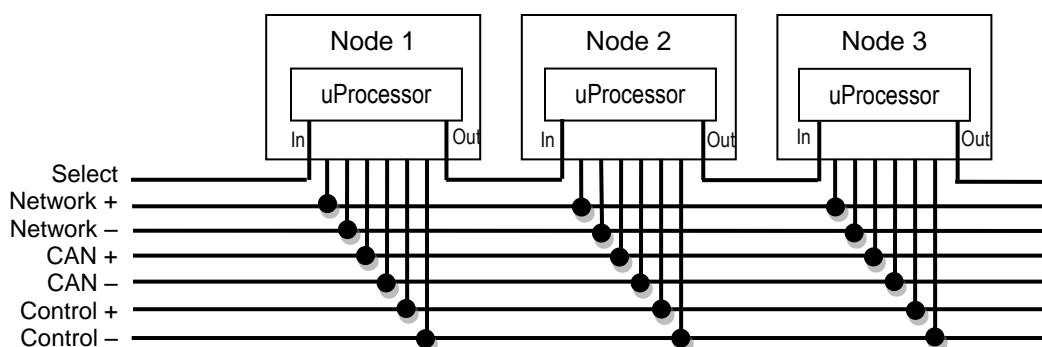 Node 1
Node 2
Node 3
uProcessor
uProcessor
uProcessor
In
Out
In
Out
In
Out
Select
Network +
Network –
CAN +
CAN –
Control +
Control –